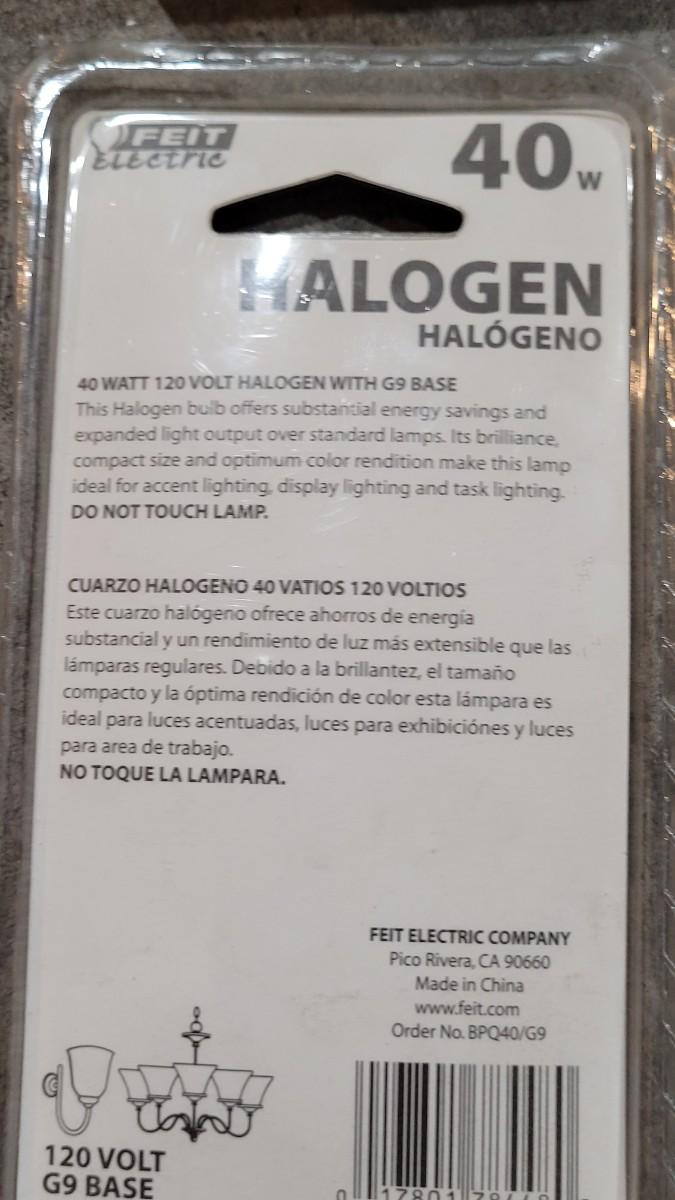 FEIT
Electric
40W
HALOGEN
HALÓGENO
40 WATT 120 VOLT HALOGEN WITH G9 BASE
This Halogen bulb offers substantial energy savings and
expanded light output over standard lamps. Its brilliance,
compact size and optimum color rendition make this lamp
ideal for accent lighting, display lighting and task lighting.
DO NOT TOUCH LAMP.
CUARZO HALOGENO 40 VATIOS 120 VOLTIOS
Este cuarzo halógeno ofrece ahorros de energía
substancial y un rendimiento de luz más extensible que las
lámparas regulares. Debido a la brillantez, el tamaño
compacto y la óptima rendición de color esta lámpara es
ideal para luces acentuadas, luces para exhibiciónes y luces
para area de trabajo.
NO TOQUE LA LAMPARA.
FEIT ELECTRIC COMPANY
Pico Rivera, CA 90660
Made in China
www.feit.com
Order No. BPQ40/G9
120 VOLT
G9 BASE
0 17801